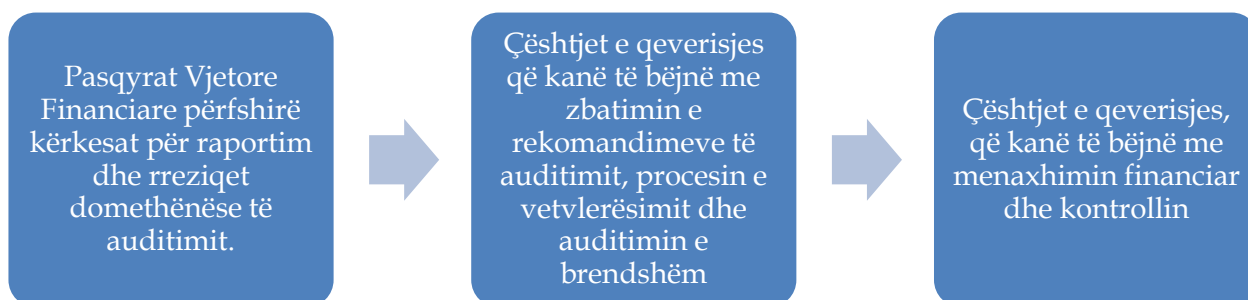 Pasqyrat Vjetore
Financiare përfshirë
kërkesat për raportim
dhe rreziqet
domethënëse të
auditimit.
Çështjet e qeverisjes
që kanë të bëjnë me
zbatimin e
rekomandimeve të
auditimit, procesin e
vetvlerësimit dhe
auditimin e
brendshëm
Çështjet e qeverisjes,
që kanë të bëjnë me
menaxhimin financiar
dhe kontrollin